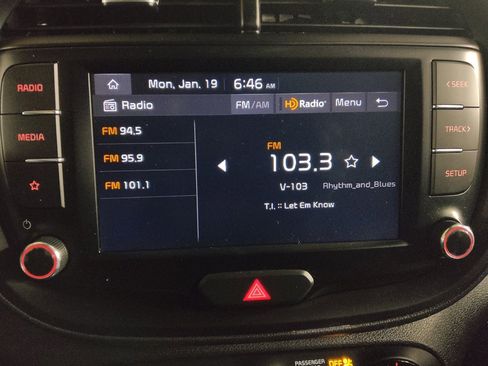 Mon, Jan. 19 6:46 AM
RADIO
Radio FM/AM HD Radio Menu
< SEEK
MEDIA
FM 94.5
FM 95.9
FM 101.1
FM
103.3
V-103 Rhythm_and_Blues
T.I. :: Let Em Know
TRACK >
SETUP
PASSENGER
OFF